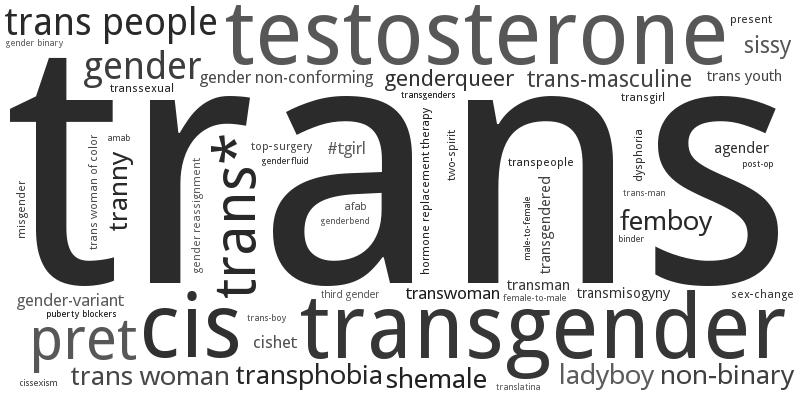 trans people
testosterone
present
gender binary
sissy
gender
gender non-conforming
genderqueer
trans-masculine
trans youth
transsexual
transgenders
transgirl
trans
misgender
trans woman of color
amab
tranny
gender reassignment
trans*
top-surgery
genderfluid
#tgirl
afab
genderbend
hormone replacement therapy
two-spirit
transpeople
male-to-female
transgendered
dysphoria
agender
post-op
trans-man
femboy
binder
gender-variant
puberty blockers
third gender
transwoman
transman
female-to-male
transmisogyny
sex-change
pret
cis
trans-boy
cishet
transgender
cissexism
trans woman
transphobia
shemale
translatina
ladyboy
non-binary